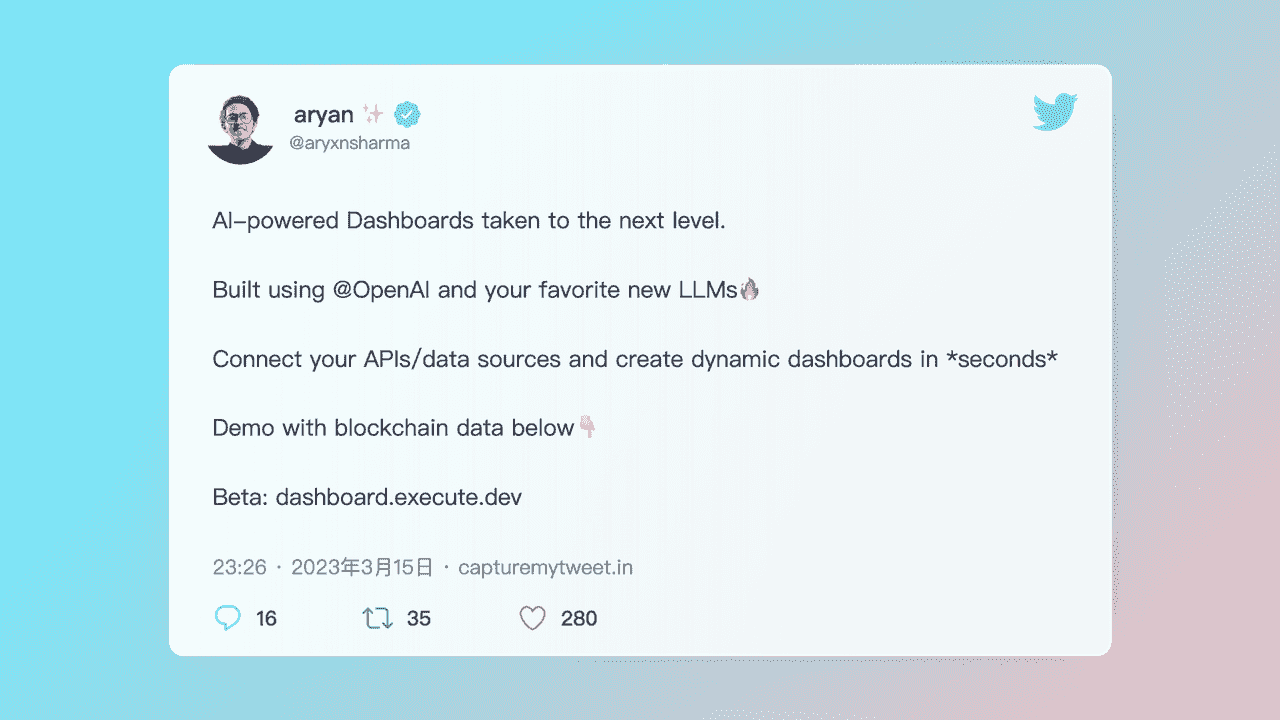 aryan ✨
@aryxnsharma
AI-powered Dashboards taken to the next level.
Built using @OpenAI and your favorite new LLMs🔥
Connect your APIs/data sources and create dynamic dashboards in *seconds*
Demo with blockchain data below👇
Beta: dashboard.execute.dev
23:26 · 2023年3月15日 · capturemytweet.in
16 35 280